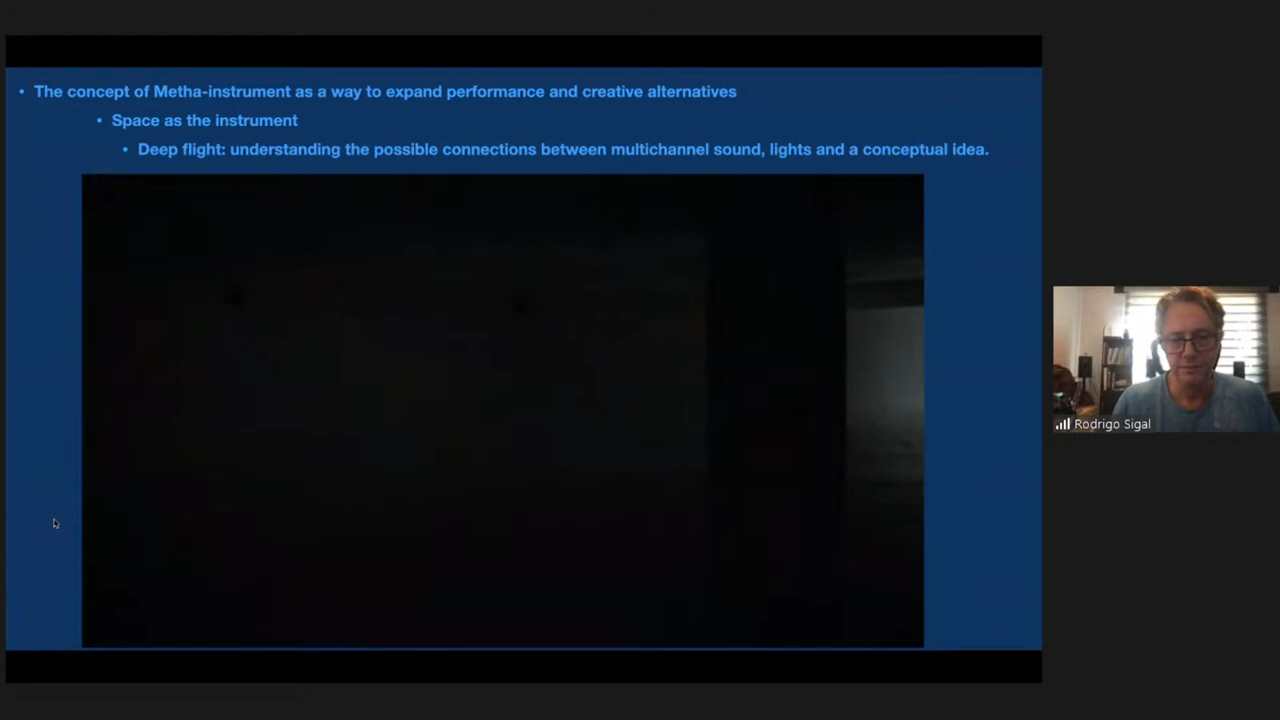 • The concept of Metha-instrument as a way to expand performance and creative alternatives
• Space as the instrument
• Deep flight: understanding the possible connections between multichannel sound, lights and a conceptual idea.
Rodrigo Sigal